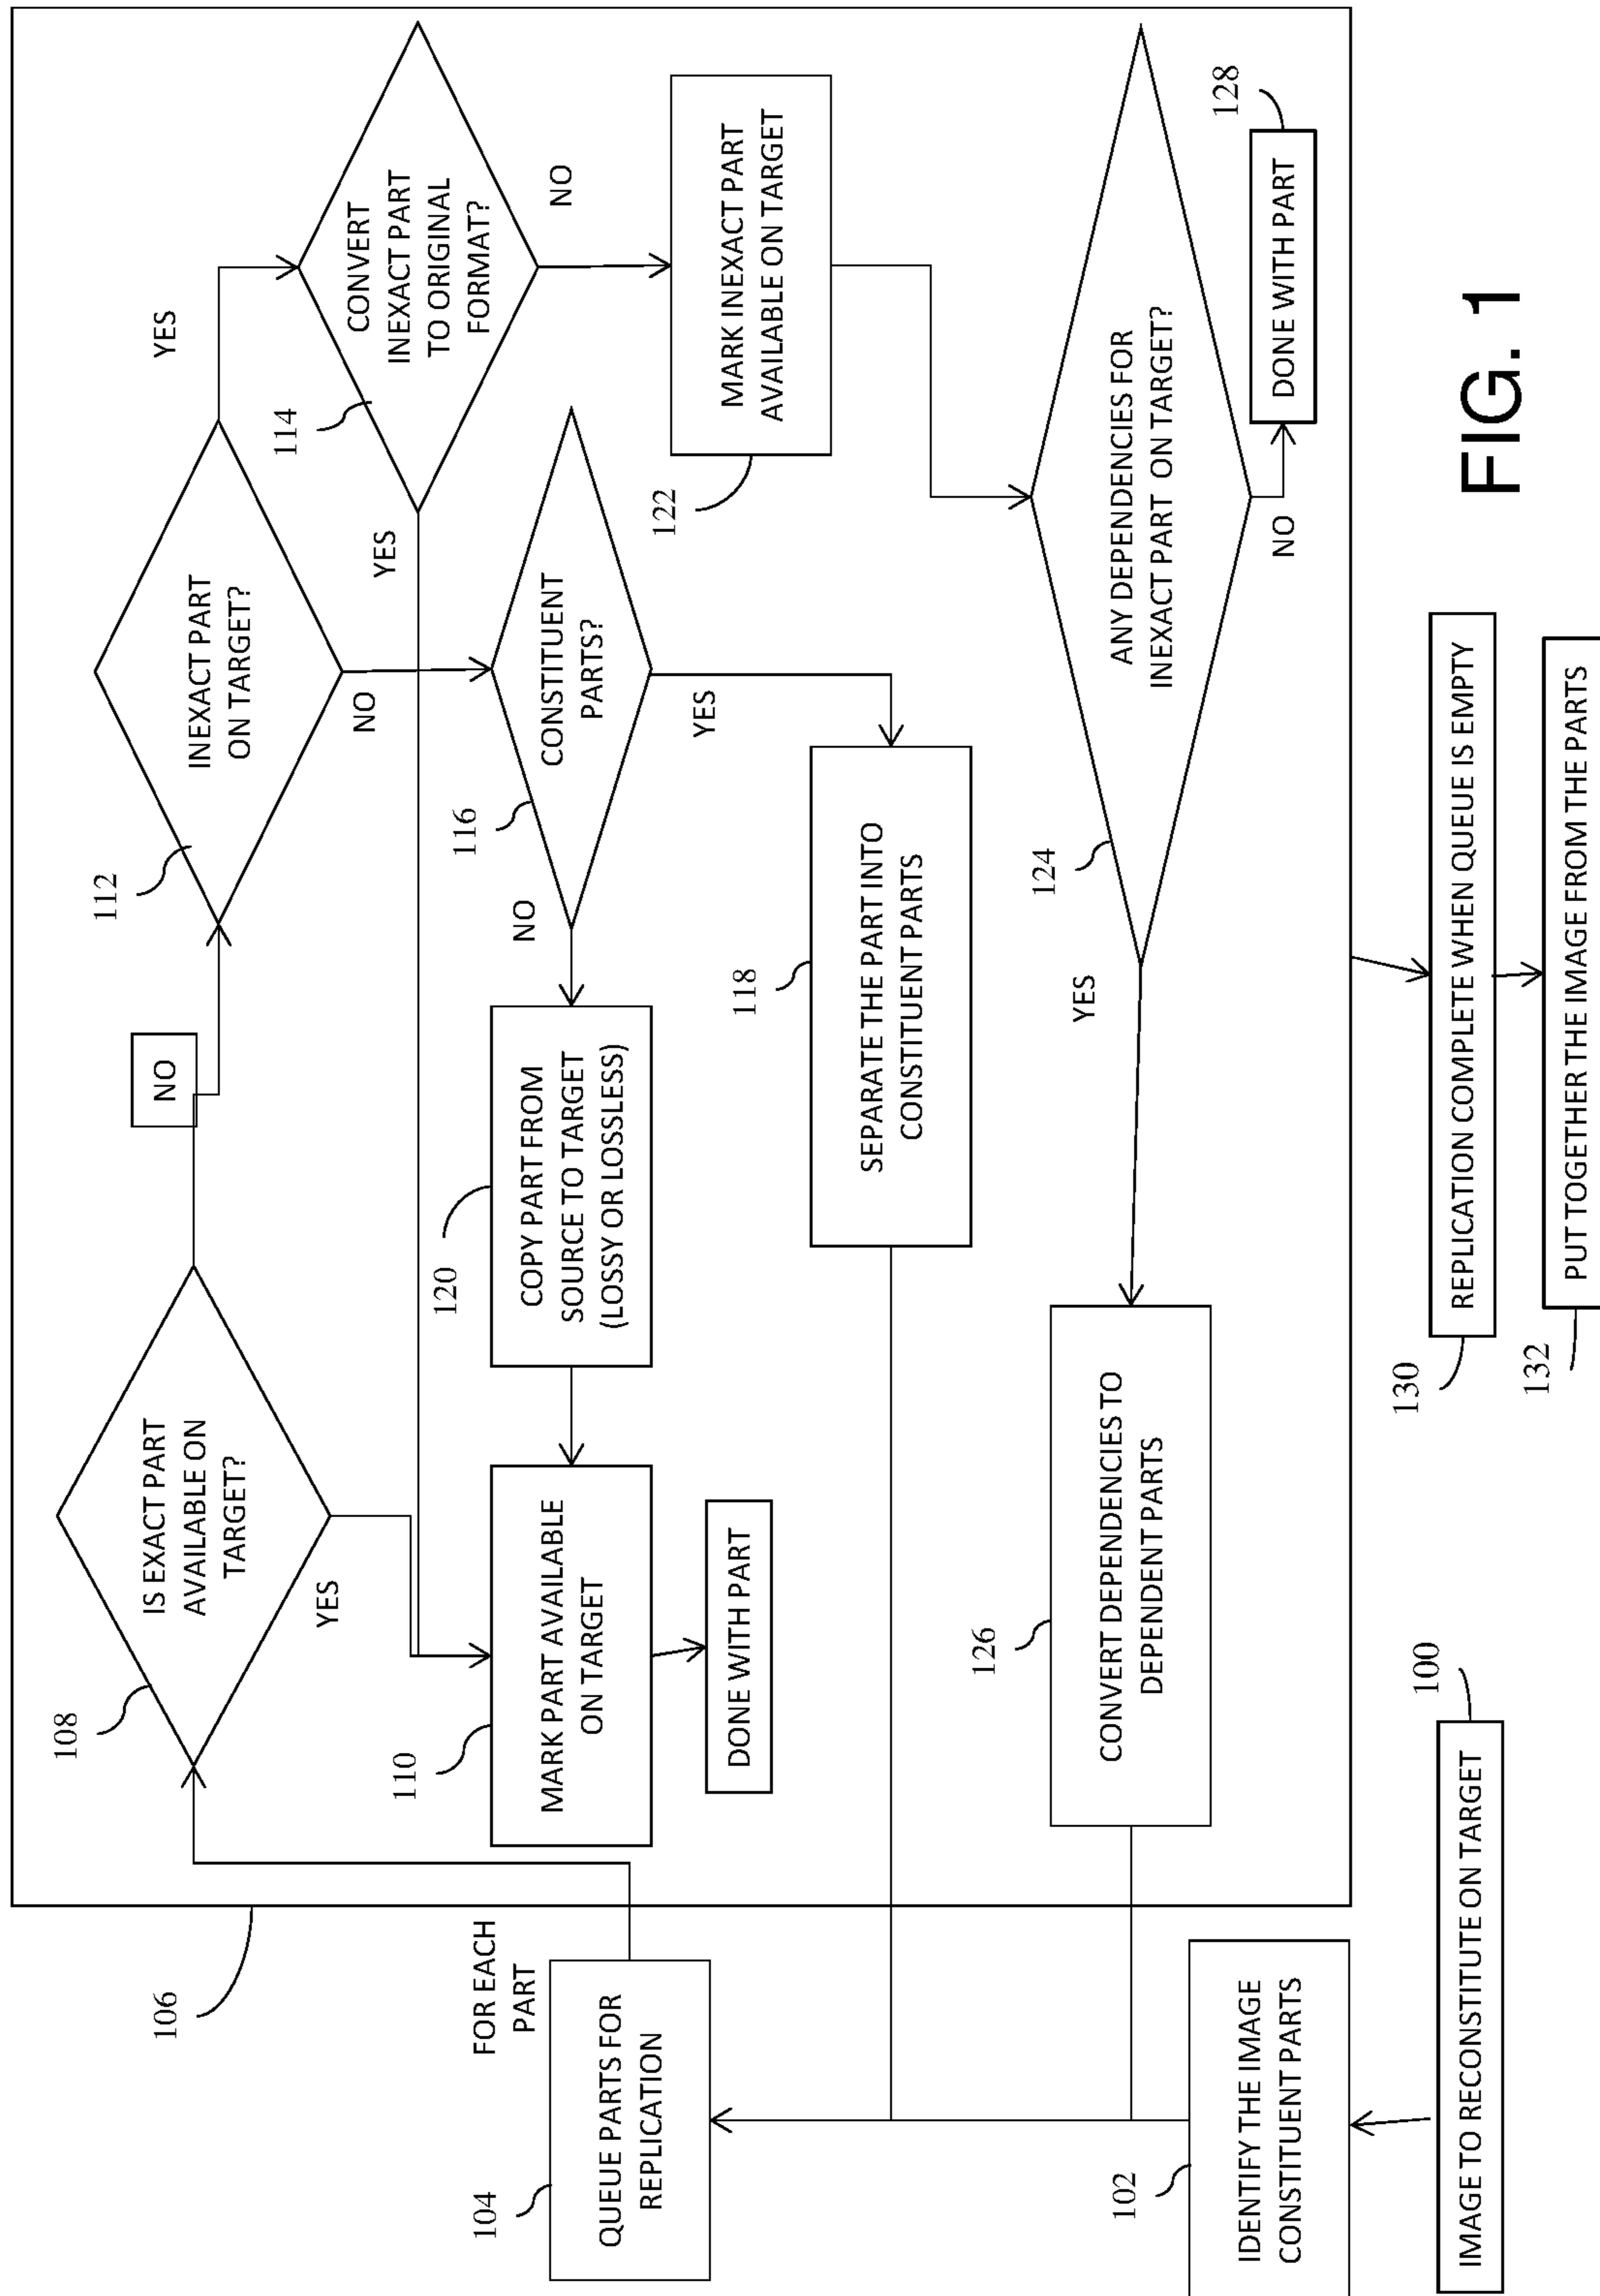 106
FOR EACH
PART
104
QUEUE PARTS FOR
REPLICATION
102
IDENTIFY THE IMAGE
CONSTITUENT PARTS
100
IMAGE TO RECONSTITUTE ON TARGET
108
IS EXACT PART
AVAILABLE ON
TARGET?
YES
NO
110
MARK PART AVAILABLE
ON TARGET
DONE WITH PART
112
INEXACT PART
ON TARGET?
YES
NO
114
CONVERT
INEXACT PART
TO ORIGINAL
FORMAT?
YES
NO
116
CONSTITUENT
PARTS?
NO
YES
120
COPY PART FROM
SOURCE TO TARGET
(LOSSY OR LOSSLESS)
118
SEPARATE THE PART INTO
CONSTITUENT PARTS
122
MARK INEXACT PART
AVAILABLE ON TARGET
124
ANY DEPENDENCIES FOR
INEXACT PART ON TARGET?
YES
NO
126
CONVERT DEPENDENCIES TO
DEPENDENT PARTS
128
DONE WITH PART
130
REPLICATION COMPLETE WHEN QUEUE IS EMPTY
132
PUT TOGETHER THE IMAGE FROM THE PARTS
FIG. 1